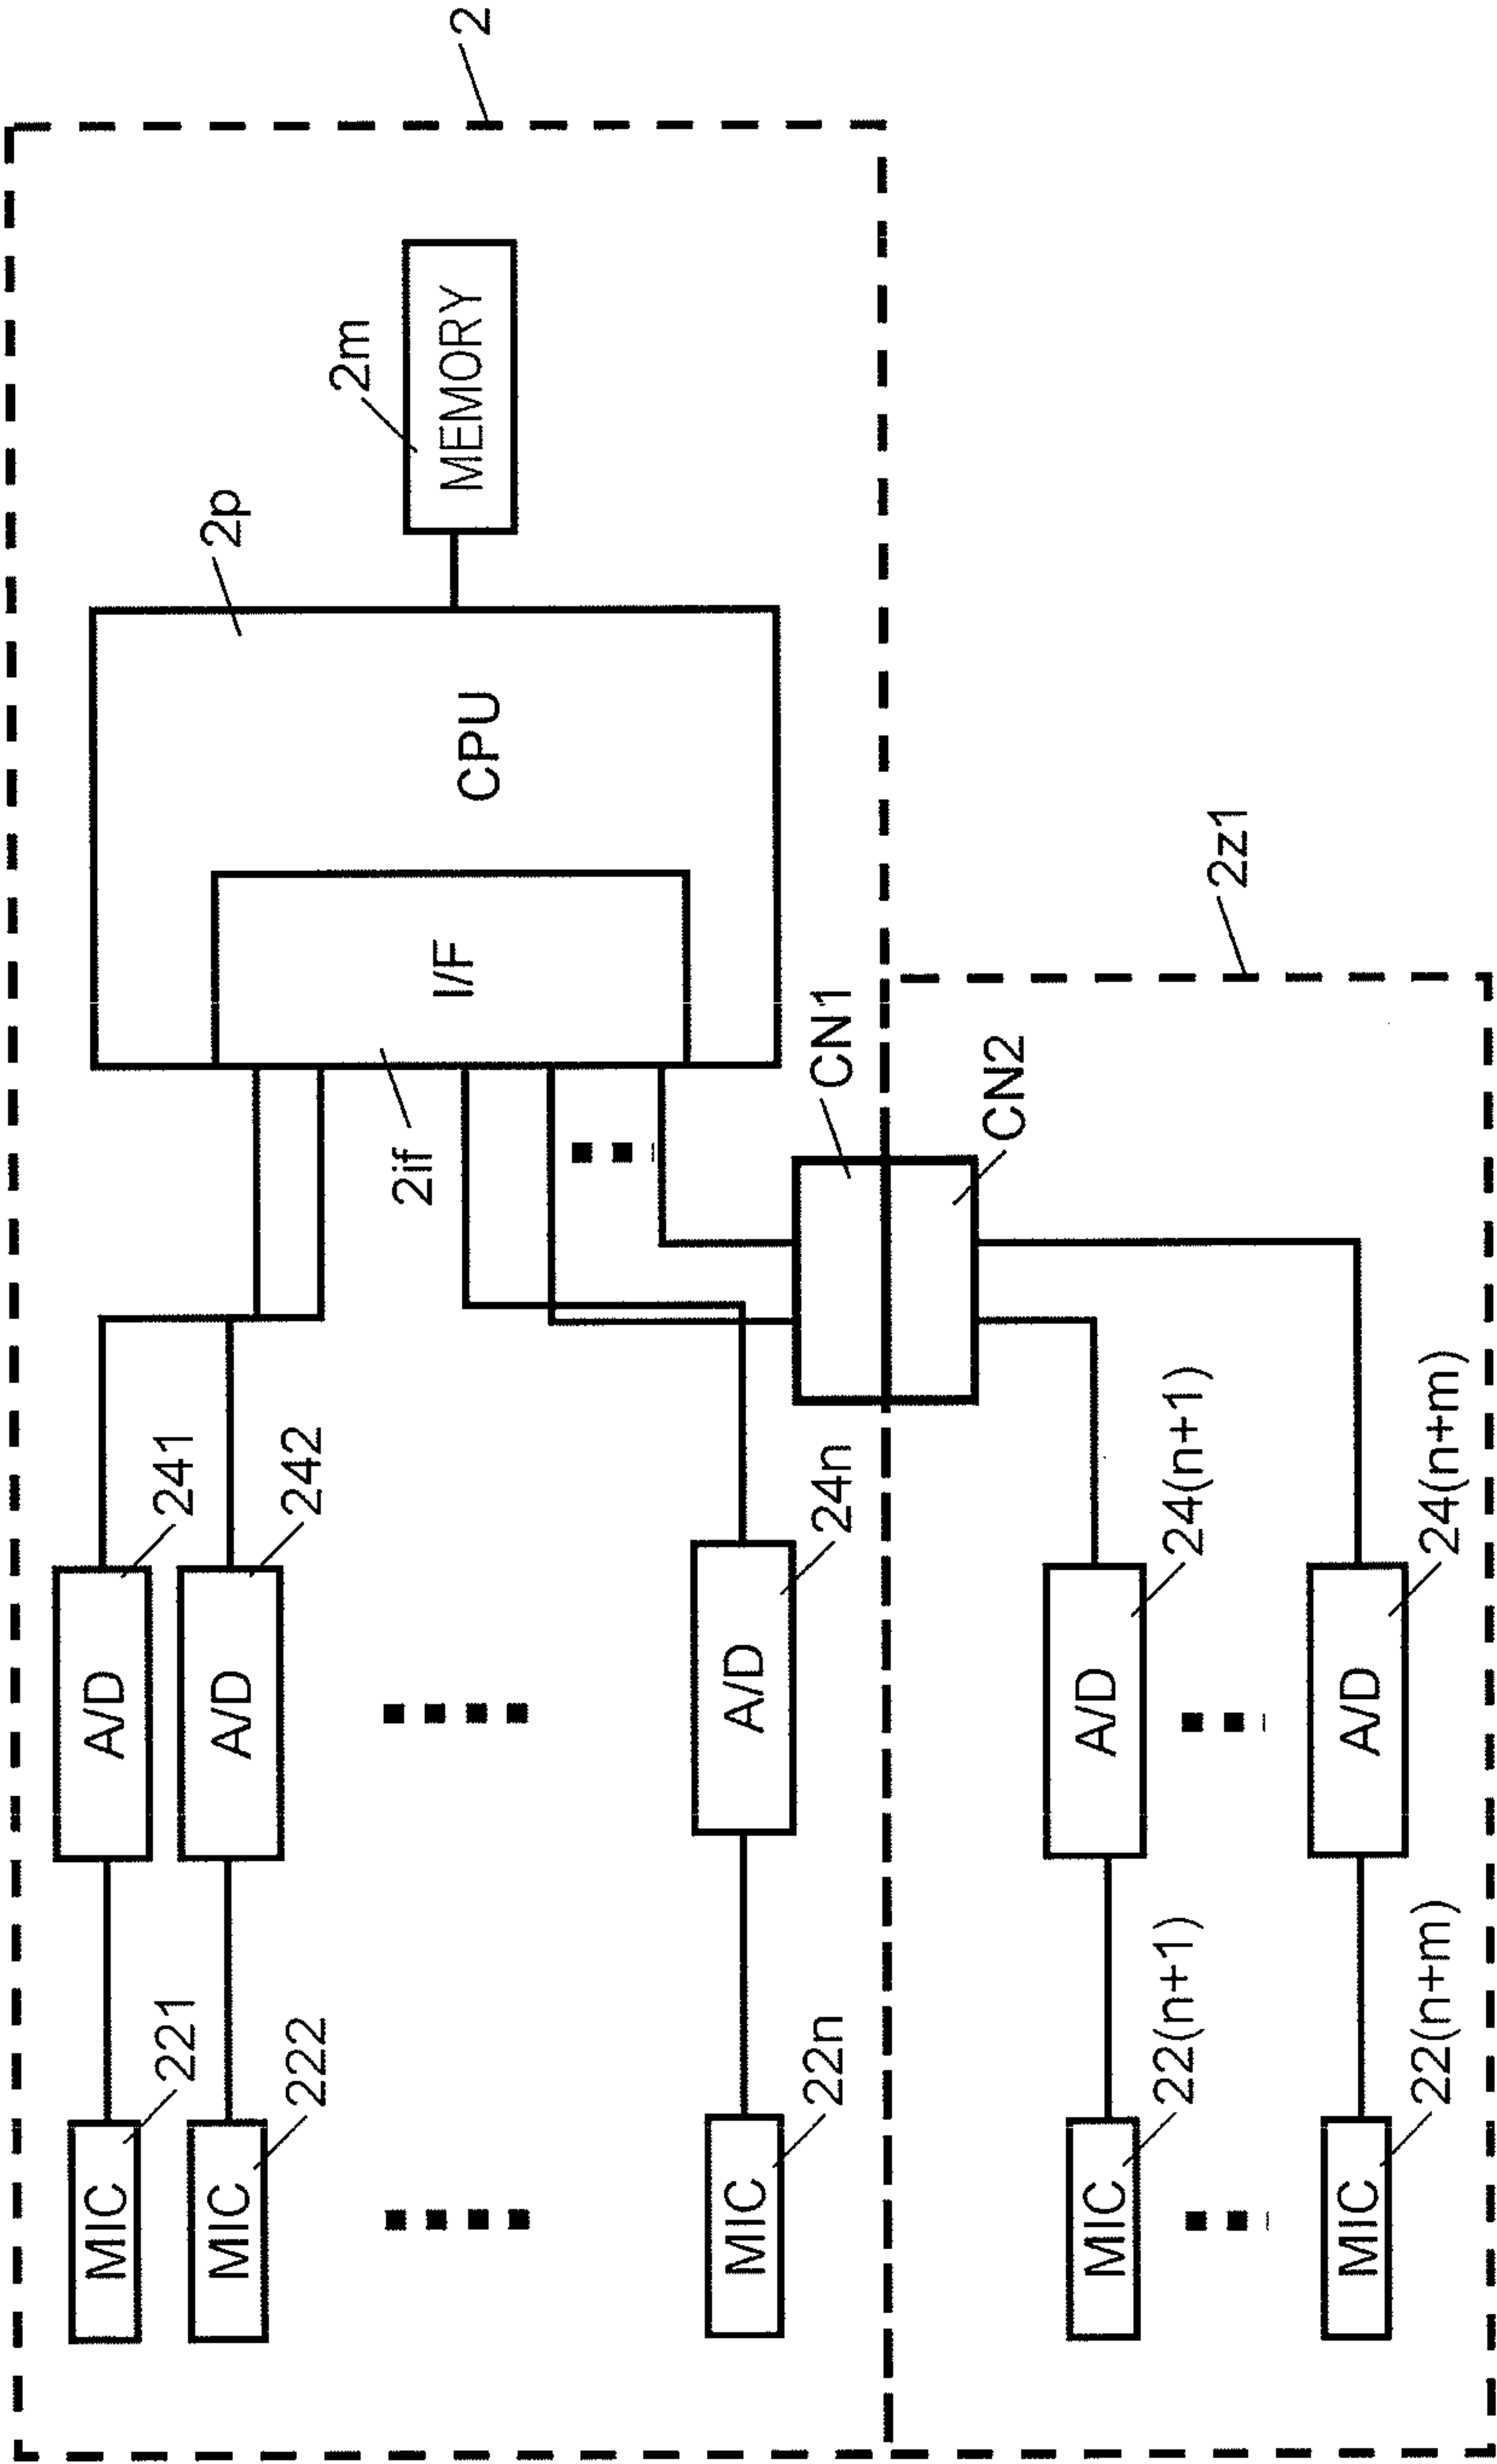 2
MEMORY
2m
2p
CPU
I/F
2if
CN1
CN2
2z1
A/D
241
A/D
242
A/D
24n
A/D
24(n+1)
A/D
24(n+m)
MIC
221
MIC
222
MIC
22n
MIC
22(n+1)
MIC
22(n+m)